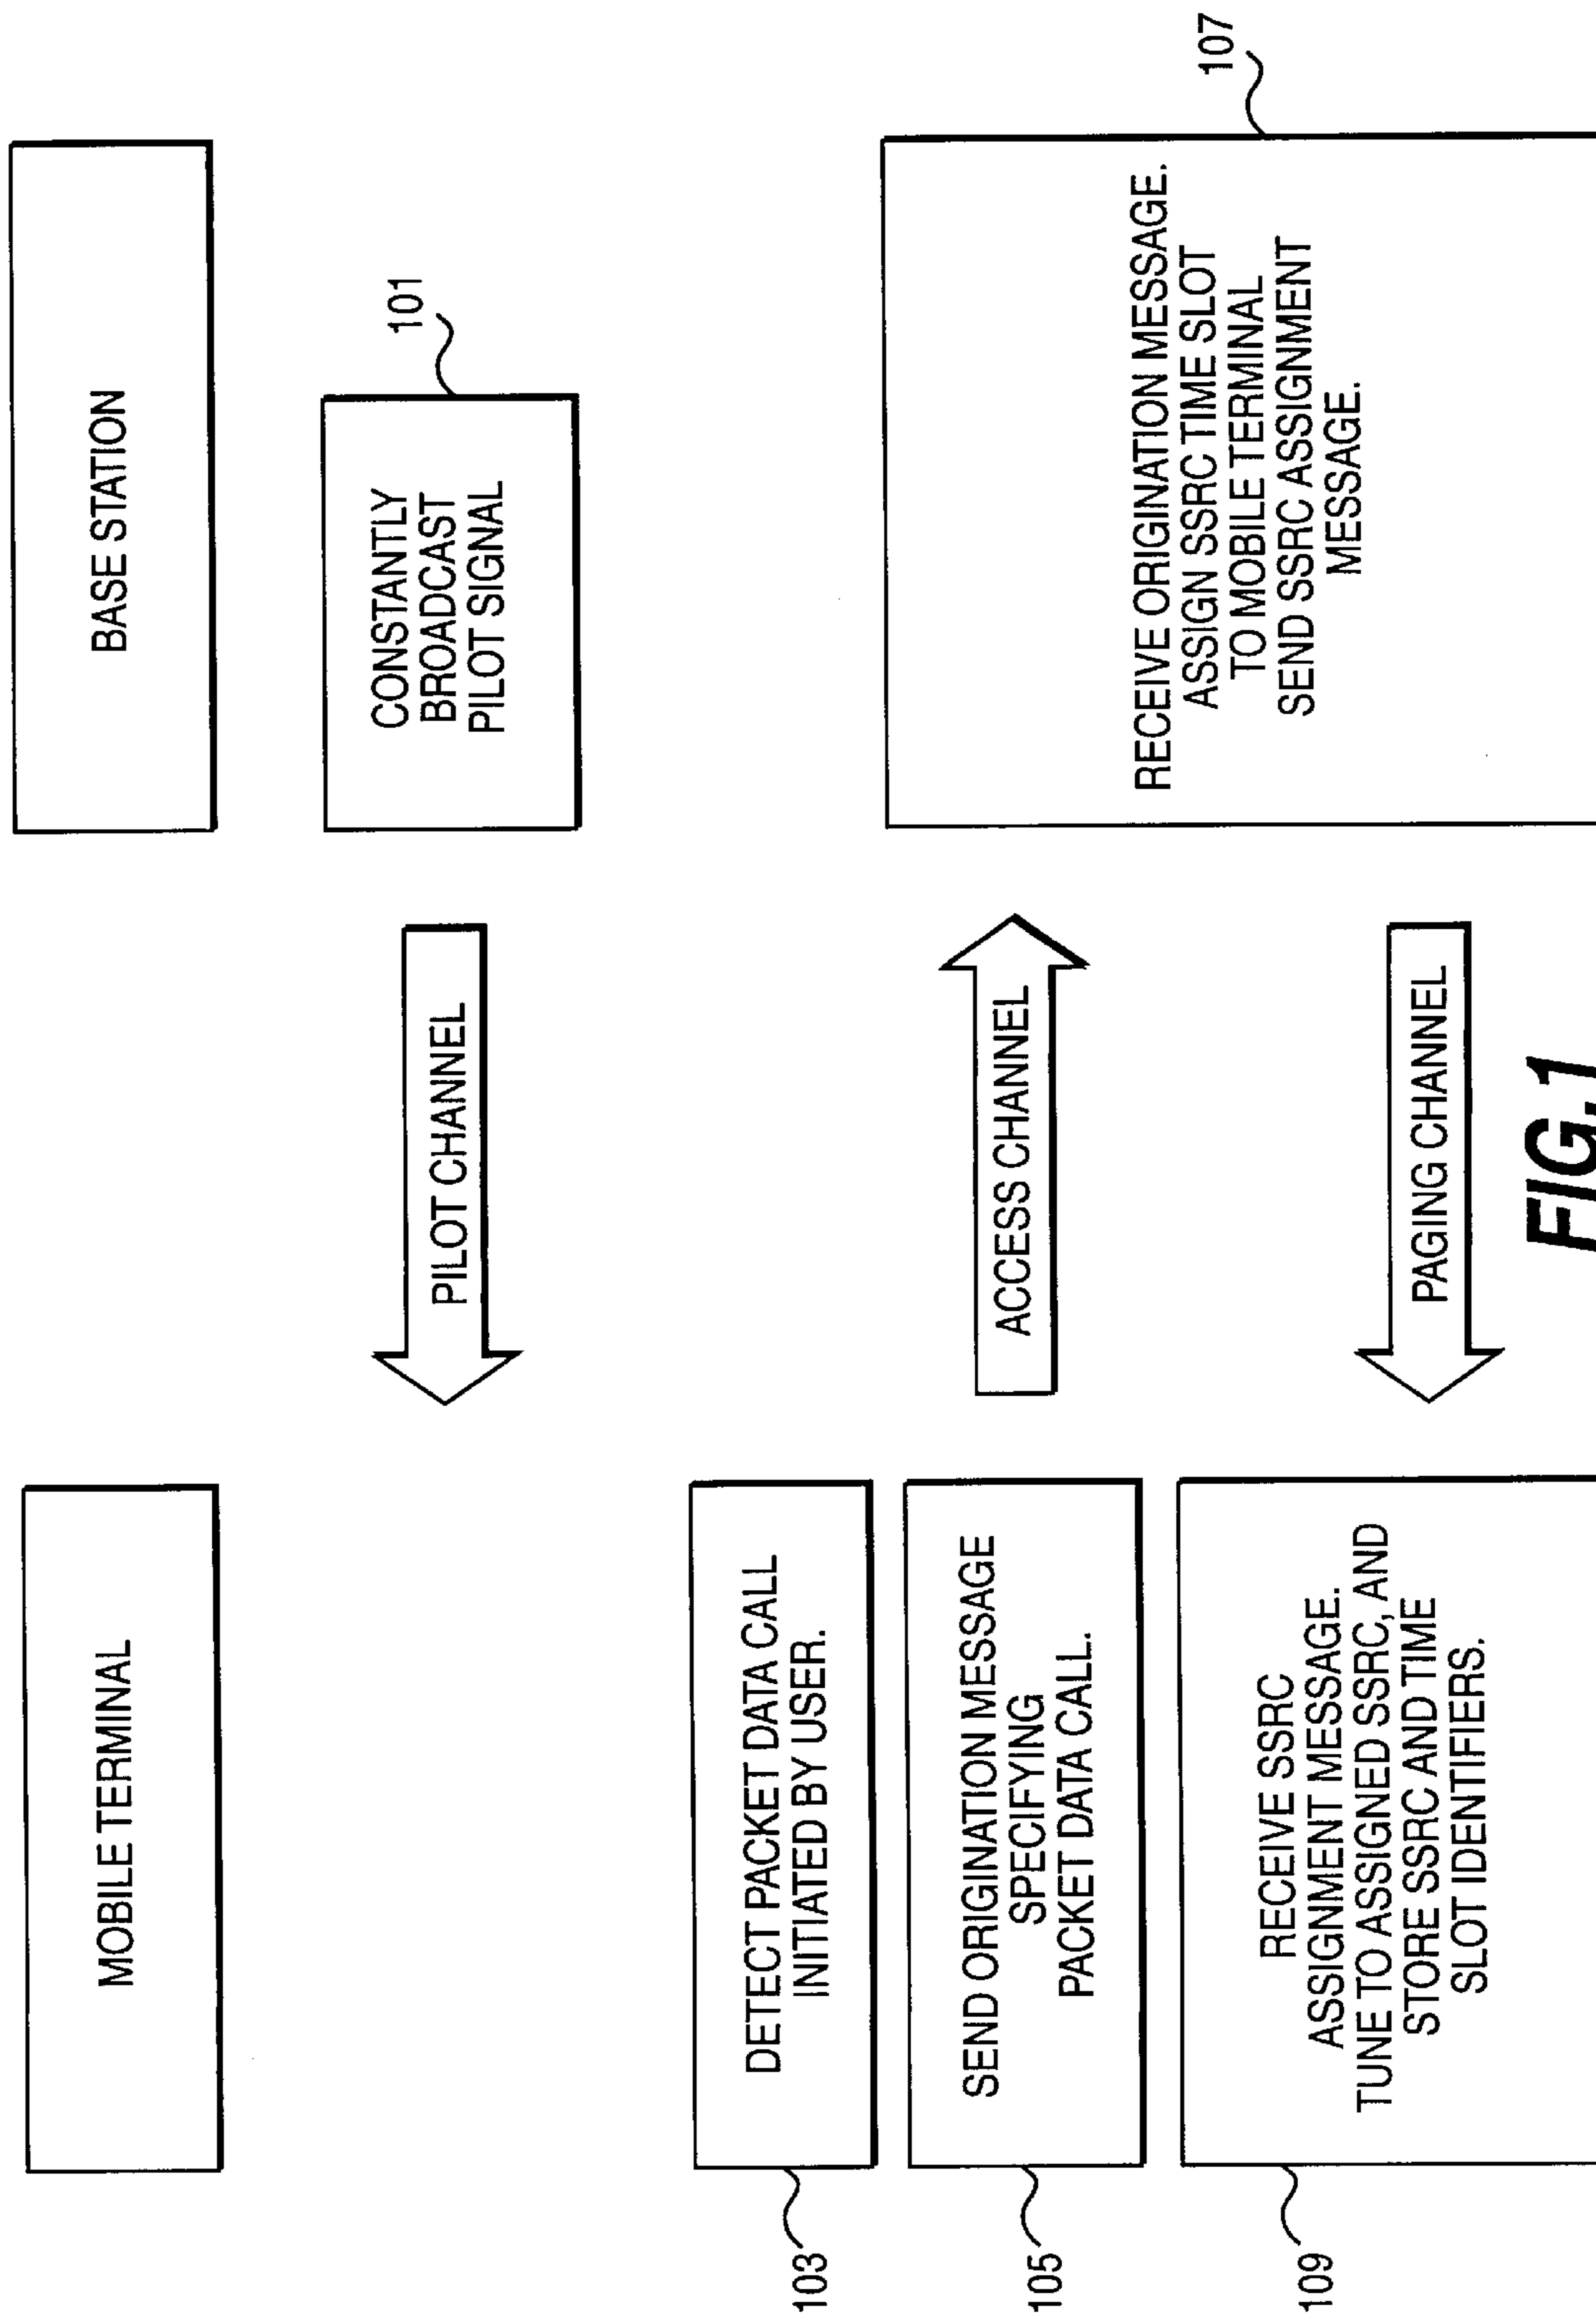 MOBILE TERMINAL
BASE STATION
CONSTANTLY
BROADCAST
PILOT SIGNAL
101
PILOT CHANNEL
103
DETECT PACKET DATA CALL
INITIATED BY USER.
105
SEND ORIGINATION MESSAGE
SPECIFYING
PACKET DATA CALL.
ACCESS CHANNEL
107
RECEIVE ORIGINATION MESSAGE.
ASSIGN SSRC TIME SLOT
TO MOBILE TERMINAL
SEND SSRC ASSIGNMENT
MESSAGE.
109
RECEIVE SSRC
ASSIGNMENT MESSAGE.
TUNE TO ASSIGNED SSRC, AND
STORE SSRC AND TIME
SLOT IDENTIFIERS.
PAGING CHANNEL
FIG.1